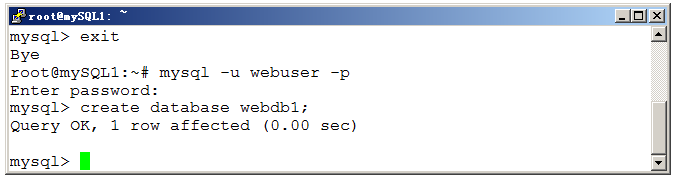 root@mySQL1: ~
mysql> exit
Bye
root@mySQL1:~# mysql -u webuser -p
Enter password:
mysql> create database webdb1;
Query OK, 1 row affected (0.00 sec)
mysql>